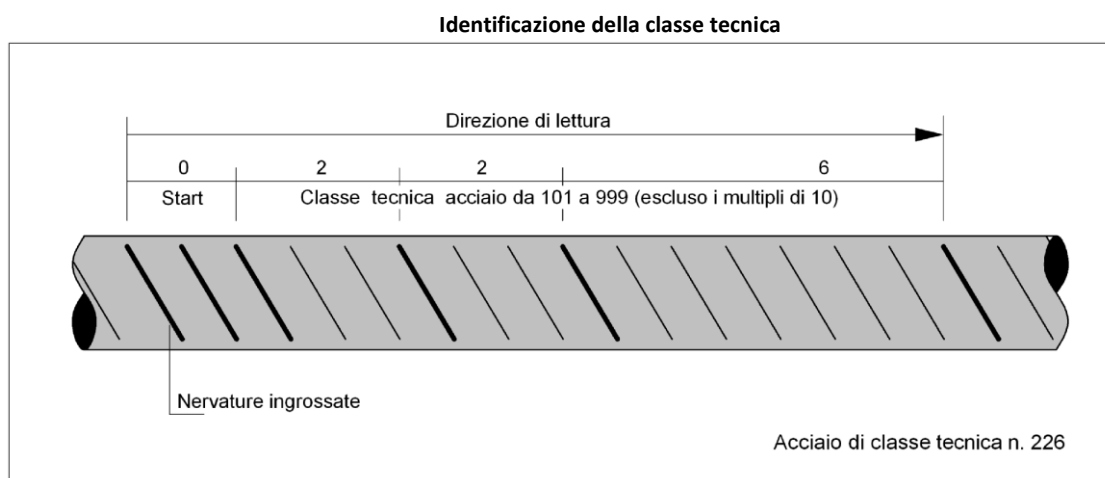 Identificazione della classe tecnica
Direzione di lettura
0 2 2 6
Start Classe tecnica acciaio da 101 a 999 (escluso i multipli di 10)
Nervature ingrossate
Acciaio di classe tecnica n. 226